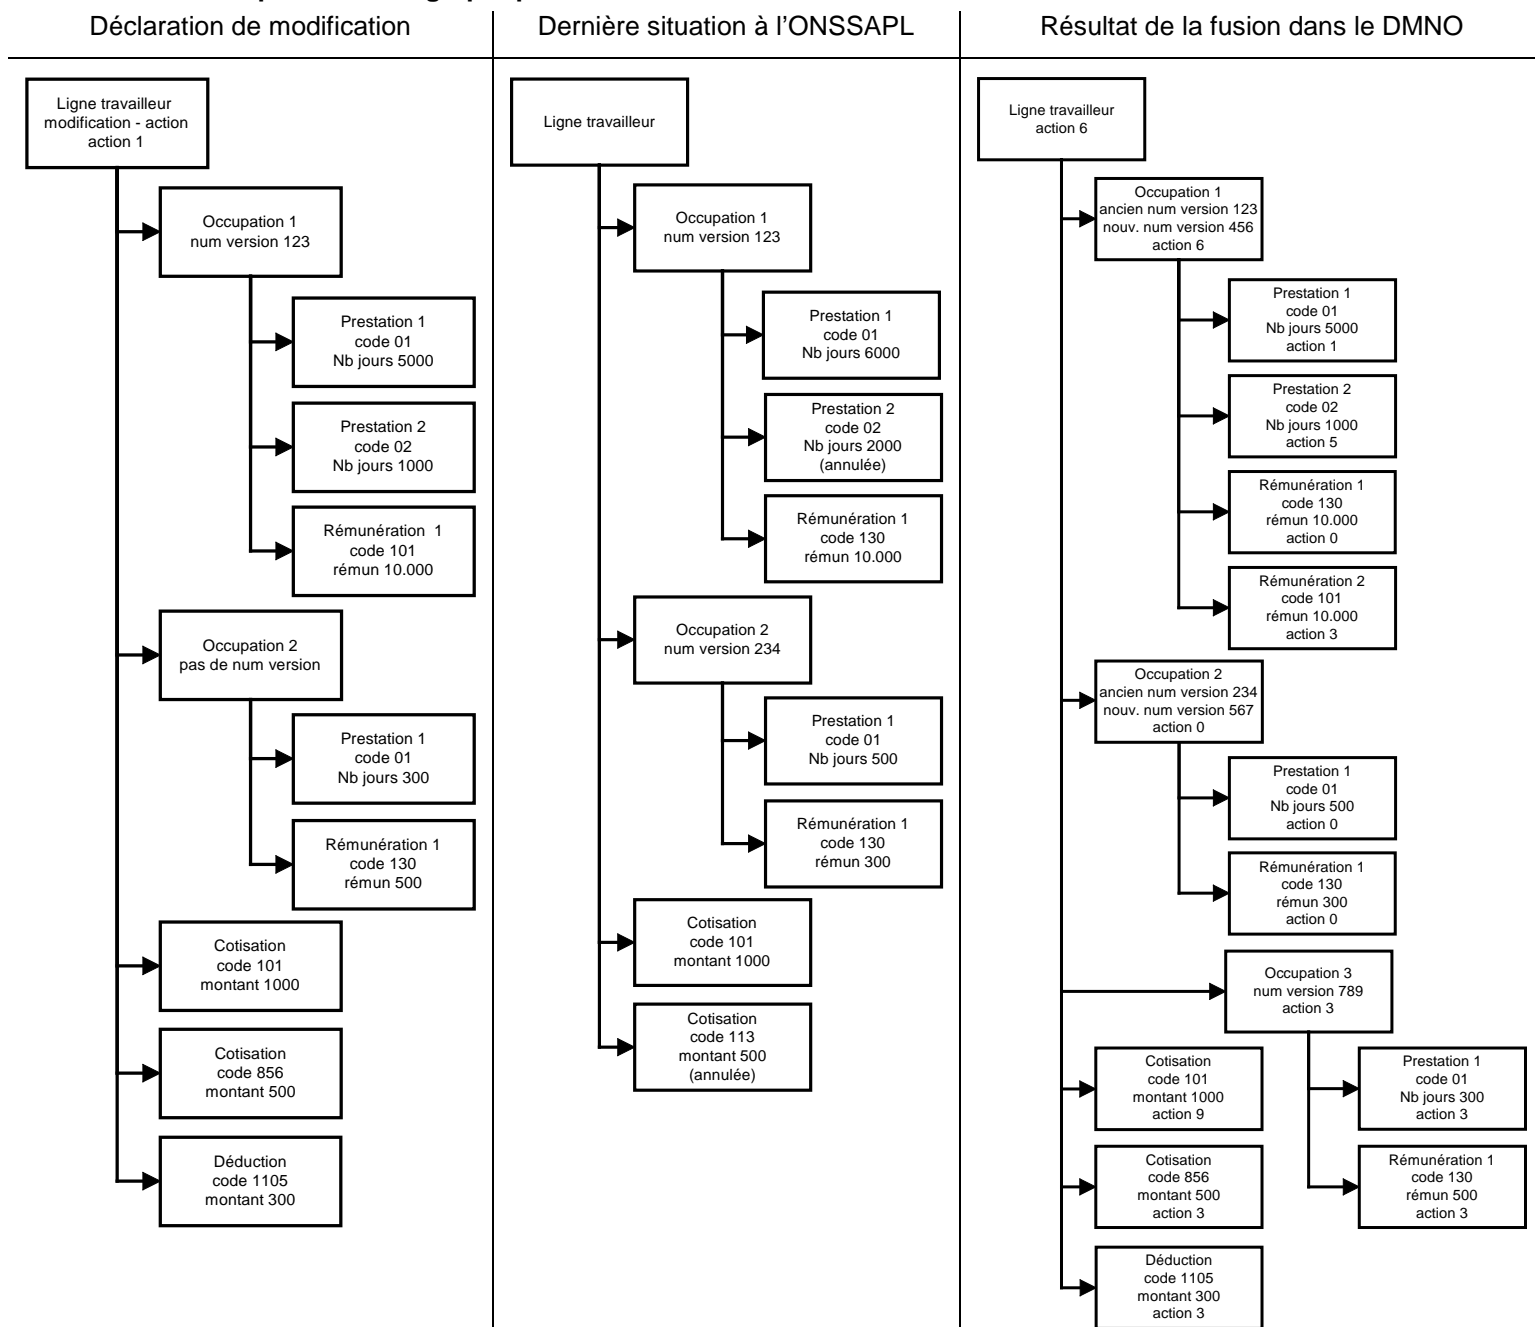 Déclaration de modification
Ligne travailleur
modification - action
action 1
Occupation 1
num version 123
Prestation 1
code 01
Nb jours 5000
Prestation 2
code 02
Nb jours 1000
Rémunération 1
code 101
rémun 10.000
Occupation 2
pas de num version
Prestation 1
code 01
Nb jours 300
Rémunération 1
code 130
rémun 500
Cotisation
code 101
montant 1000
Cotisation
code 856
montant 500
Déduction
code 1105
montant 300
Dernière situation à l’ONSSAPL
Ligne travailleur
Occupation 1
num version 123
Prestation 1
code 01
Nb jours 6000
Prestation 2
code 02
Nb jours 2000
(annulée)
Rémunération 1
code 130
rémun 10.000
Occupation 2
num version 234
Prestation 1
code 01
Nb jours 500
Rémunération 1
code 130
rémun 300
Cotisation
code 101
montant 1000
Cotisation
code 113
montant 500
(annulée)
Résultat de la fusion dans le DMNO
Ligne travailleur
action 6
Occupation 1
ancien num version 123
nouv. num version 456
action 6
Prestation 1
code 01
Nb jours 5000
action 1
Prestation 2
code 02
Nb jours 1000
action 5
Rémunération 1
code 130
rémun 10.000
action 0
Rémunération 2
code 101
rémun 10.000
action 3
Occupation 2
ancien num version 234
nouv. num version 567
action 0
Prestation 1
code 01
Nb jours 500
action 0
Rémunération 1
code 130
rémun 300
action 0
Occupation 3
num version 789
action 3
Prestation 1
code 01
Nb jours 300
action 3
Rémunération 1
code 130
rémun 500
action 3
Cotisation
code 101
montant 1000
action 9
Cotisation
code 856
montant 500
action 3
Déduction
code 1105
montant 300
action 3